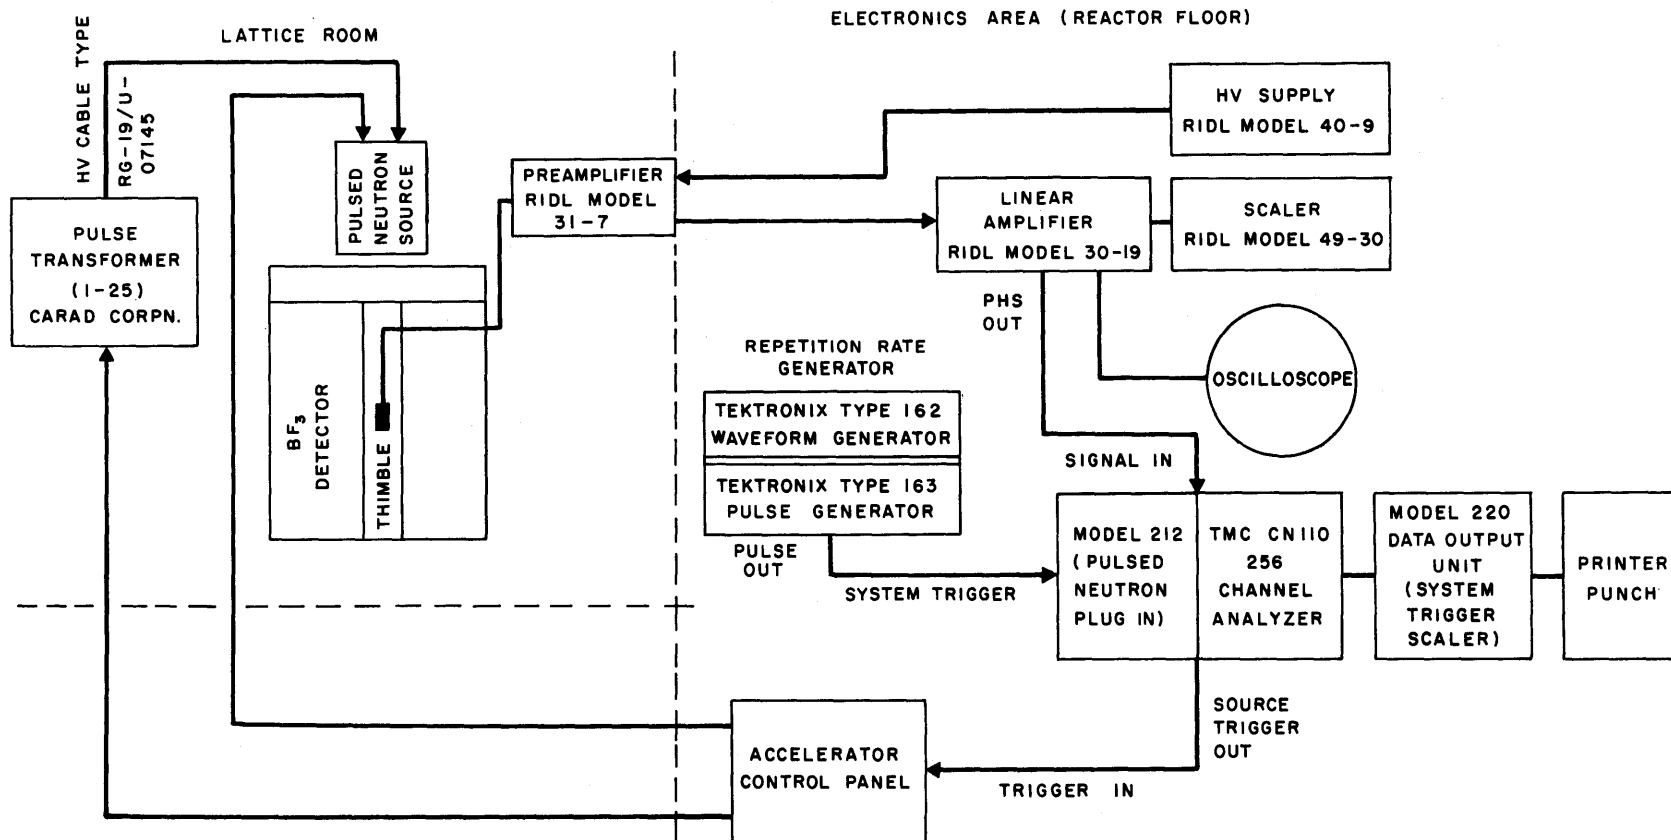 ELECTRONICS AREA (REACTOR FLOOR)
LATTICE ROOM
HV CABLE TYPE
RG-19/U-
07145
HV SUPPLY
RIDL MODEL 40-9
PULSED
NEUTRON
SOURCE
PREAMPLIFIER
RIDL MODEL
31-7
LINEAR
AMPLIFIER
RIDL MODEL 30-19
SCALER
RIDL MODEL 49-30
PULSE
TRANSFORMER
(1-25)
CARAD CORPN.
PHS
OUT
OSCILLOSCOPE
REPETITION RATE
GENERATOR
TEKTRONIX TYPE 162
WAVEFORM GENERATOR
TEKTRONIX TYPE 163
PULSE GENERATOR
BF3
DETECTOR
THIMBLE
SIGNAL IN
PULSE
OUT
SYSTEM TRIGGER
MODEL 212
(PULSED
NEUTRON
PLUG IN)
TMC CN110
256
CHANNEL
ANALYZER
MODEL 220
DATA OUTPUT
UNIT
(SYSTEM
TRIGGER
SCALER)
PRINTER
PUNCH
SOURCE
TRIGGER
OUT
ACCELERATOR
CONTROL PANEL
TRIGGER IN